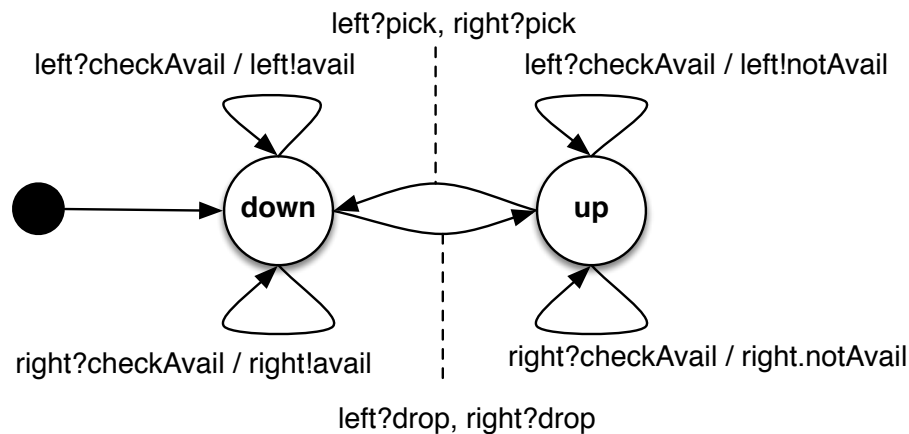 left?pick, right?pick
left?checkAvail / left!avail
left?checkAvail / left!notAvail
down
up
right?checkAvail / right!avail
right?checkAvail / right.notAvail
left?drop, right?drop